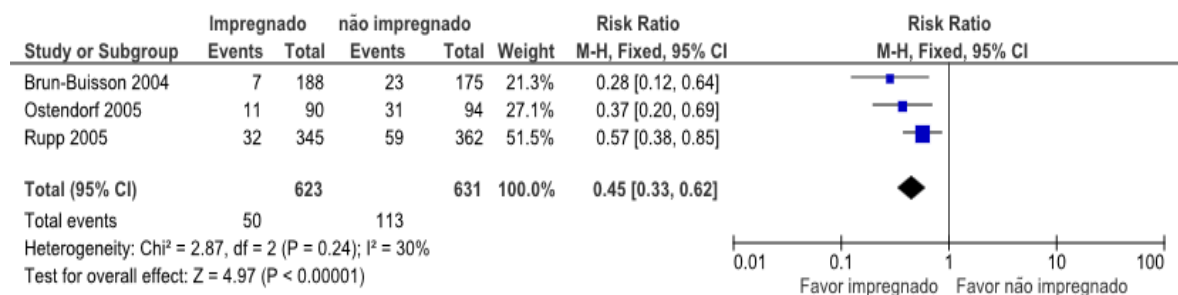 Impregnado não impregnado Risk Ratio Risk Ratio
Study or Subgroup Events Total Events Total Weight M-H, Fixed, 95% CI M-H, Fixed, 95% CI
Brun-Buisson 2004 7 188 23 175 21.3% 0.28 [0.12, 0.64]
Ostendorf 2005 11 90 31 94 27.1% 0.37 [0.20, 0.69]
Rupp 2005 32 345 59 362 51.5% 0.57 [0.38, 0.85]
Total (95% CI) 623 631 100.0% 0.45 [0.33, 0.62]
Total events 50 113
Heterogeneity: Chi² = 2.87, df = 2 (P = 0.24); I² = 30%
Test for overall effect: Z = 4.97 (P < 0.00001)
0.01 0.1 1 10 100
Favor impregnado Favor não impregnado